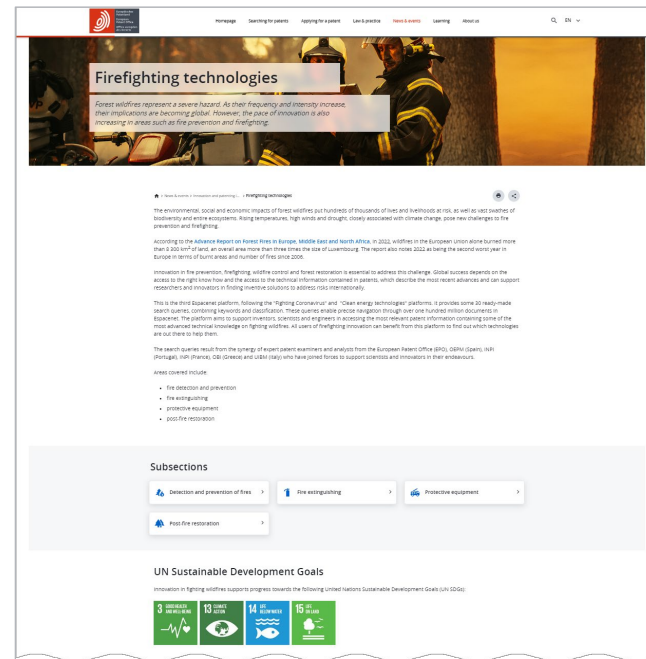 Europäisches
Patentamt
European
Patent Office
Office européen
des brevets
Homepage Searching for patents Applying for a patent Law & practice News & events Learning About us EN
Firefighting technologies
Forest wildfires represent a severe hazard. As their frequency and intensity increase,
their implications are becoming global. However, the pace of innovation is also
increasing in areas such as fire prevention and firefighting.
> News & events > Innovation and patenting i... > Firefighting technologies
The environmental, social and economic impacts of forest wildfires put hundreds of thousands of lives and livelihoods at risk, as well as vast swathes of
biodiversity and entire ecosystems. Rising temperatures, high winds and drought, closely associated with climate change, pose new challenges to fire
prevention and firefighting.
According to the Advance Report on Forest Fires in Europe, Middle East and North Africa, in 2022, wildfires in the European Union alone burned more
than 8 300 km² of land, an overall area more than three times the size of Luxembourg. The report also notes 2022 as being the second worst year in
Europe in terms of burnt areas and number of fires since 2006.
Innovation in fire prevention, firefighting, wildfire control and forest restoration is essential to address this challenge. Global success depends on the
access to the right know how and the access to the technical information contained in patents, which describe the most recent advances and can support
researchers and innovators in finding inventive solutions to address risks internationally.
This is the third Espacenet platform, following the "Fighting Coronavirus" and "Clean energy technologies" platforms. It provides some 30 ready-made
search queries, combining keywords and classification. These queries enable precise navigation through over one hundred million documents in
Espacenet. The platform aims to support inventors, scientists and engineers in accessing the most relevant patent information containing some of the
most advanced technical knowledge on fighting wildfires. All users of firefighting innovation can benefit from this platform to find out which technologies
are out there to help them.
The search queries result from the synergy of expert patent examiners and analysts from the European Patent Office (EPO), OEPM (Spain), INPI
(Portugal), INPI (France), OBI (Greece) and UIBM (Italy) who have joined forces to support scientists and innovators in their endeavours.
Areas covered include:
• fire detection and prevention
• fire extinguishing
• protective equipment
• post-fire restoration
Subsections
Detection and prevention of fires > Fire extinguishing > Protective equipment >
Post-fire restoration >
UN Sustainable Development Goals
Innovation in fighting wildfires supports progress towards the following United Nations Sustainable Development Goals (UN SDGs):
3 GOOD HEALTH AND WELL-BEING
13 CLIMATE ACTION
14 LIFE BELOW WATER
15 LIFE ON LAND